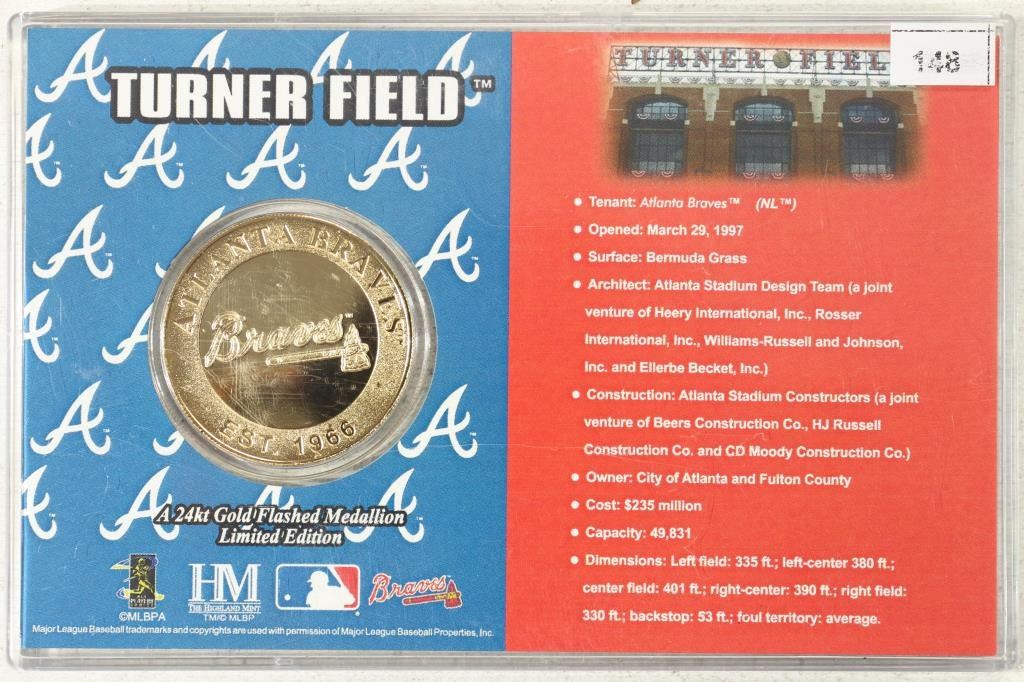 TURNER FIELD™
ATLANTA BRAVES
Braves
EST. 1966
A 24kt Gold Flashed Medallion
Limited Edition
©MLBPA
HM
THE HIGHLAND MINT
TM/© MLBP
Braves
Major League Baseball trademarks and copyrights are used with permission of Major League Baseball Properties, Inc.
TURNER FIEL
148
• Tenant: Atlanta Braves™ (NL™)
• Opened: March 29, 1997
• Surface: Bermuda Grass
• Architect: Atlanta Stadium Design Team (a joint
venture of Heery International, Inc., Rosser
International, Inc., Williams-Russell and Johnson,
Inc. and Ellerbe Becket, Inc.)
• Construction: Atlanta Stadium Constructors (a joint
venture of Beers Construction Co., HJ Russell
Construction Co. and CD Moody Construction Co.)
• Owner: City of Atlanta and Fulton County
• Cost: $235 million
• Capacity: 49,831
• Dimensions: Left field: 335 ft.; left-center 380 ft.;
center field: 401 ft.; right-center: 390 ft.; right field:
330 ft.; backstop: 53 ft.; foul territory: average.